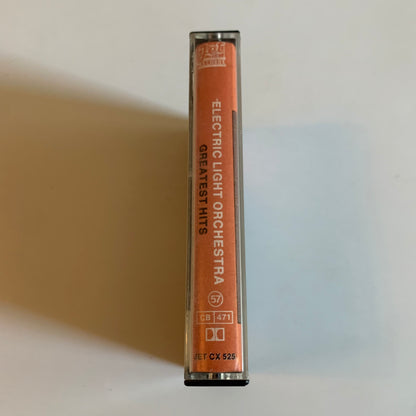 ELECTRIC LIGHT ORCHESTRA
GREATEST HITS
57
CB 471
JET CX 525